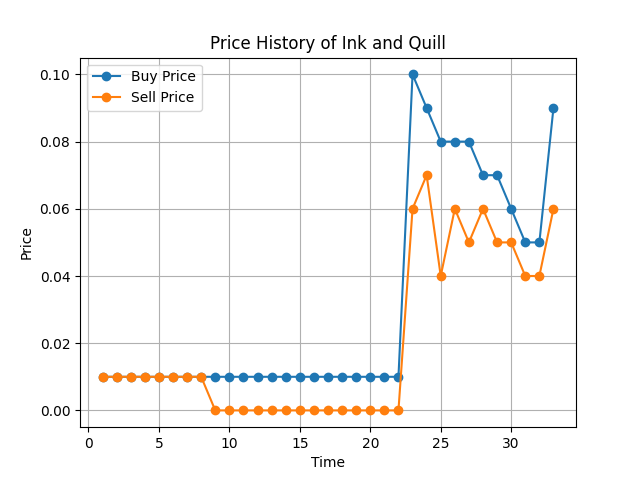 Price History of Ink and Quill
Buy Price
Sell Price
0.10
0.08
0.06
0.04
0.02
0.00
Price
0 5 10 15 20 25 30
Time